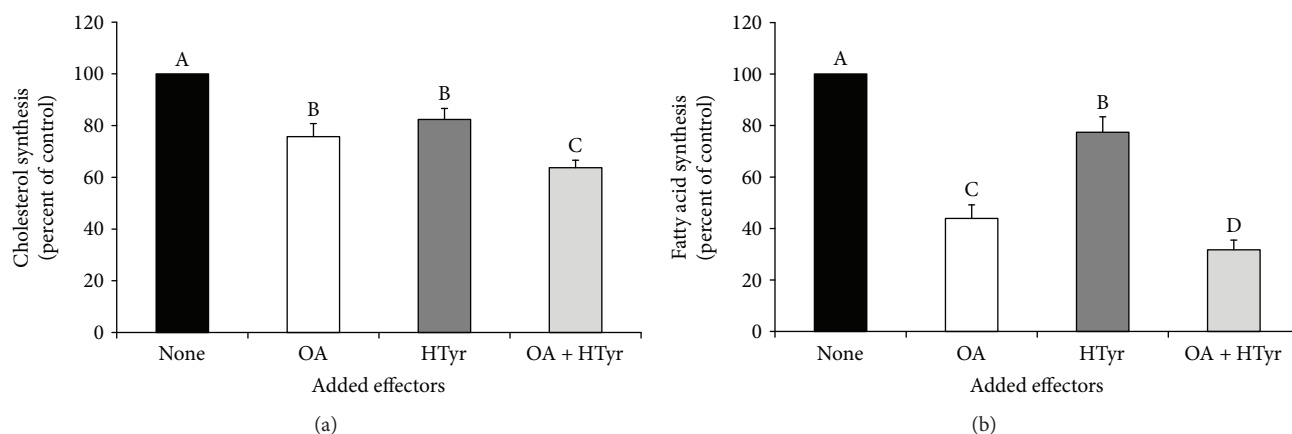 120
100
80
60
40
20
0
Cholesterol synthesis
(percent of control)
A
B
B
C
None OA HTyr OA + HTyr
Added effectors
(a)
120
100
80
60
40
20
0
Fatty acid synthesis
(percent of control)
A
C
B
D
None OA HTyr OA + HTyr
Added effectors
(b)